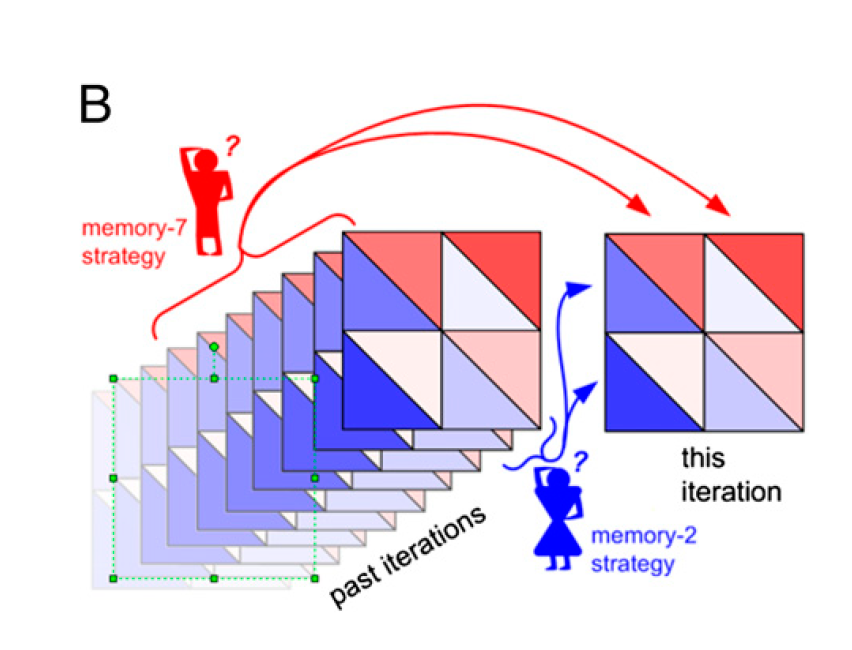 B
?
memory-7
strategy
this
iteration
past iterations
?
memory-2
strategy